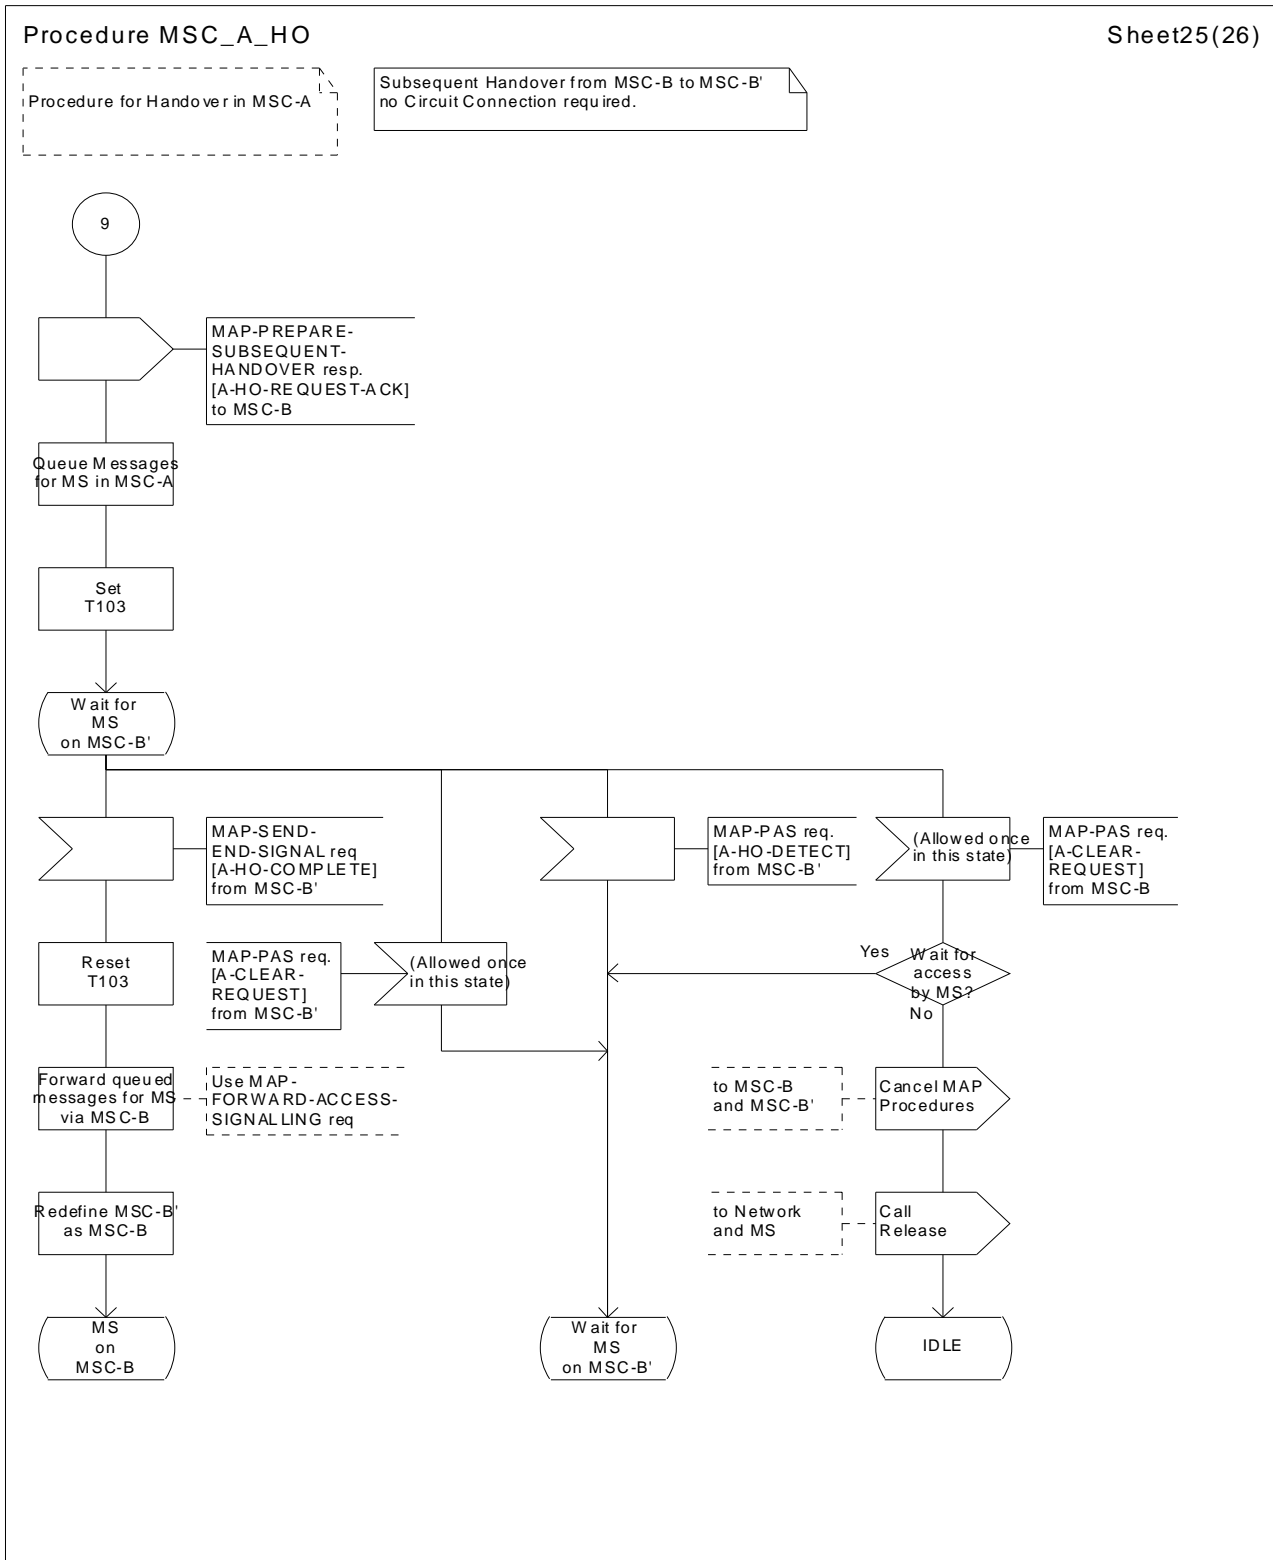 Procedure MSC_A_HO
Sheet25(26)
Procedure for Handover in MSC-A
Subsequent Handover from MSC-B to MSC-B'
no Circuit Connection required.
9
MAP-PREPARE-
SUBSEQUENT-
HANDOVER resp.
[A-HO-REQUEST-ACK]
to MSC-B
Queue Messages
for MS in MSC-A
Set
T103
Wait for
MS
on MSC-B'
MAP-SEND-
END-SIGNAL req
[A-HO-COMPLETE]
from MSC-B'
MAP-PAS req.
[A-HO-DETECT]
from MSC-B'
(Allowed once
in this state)
MAP-PAS req.
[A-CLEAR-
REQUEST]
from MSC-B
Reset
T103
MAP-PAS req.
[A-CLEAR-
REQUEST]
from MSC-B'
(Allowed once
in this state)
Yes
Wait for
access
by MS?
No
Forward queued
messages for MS
via MSC-B
Use MAP-
FORWARD-ACCESS-
SIGNALLING req
to MSC-B
and MSC-B'
Cancel MAP
Procedures
Redefine MSC-B'
as MSC-B
to Network
and MS
Call
Release
MS
on
MSC-B
Wait for
MS
on MSC-B'
IDLE